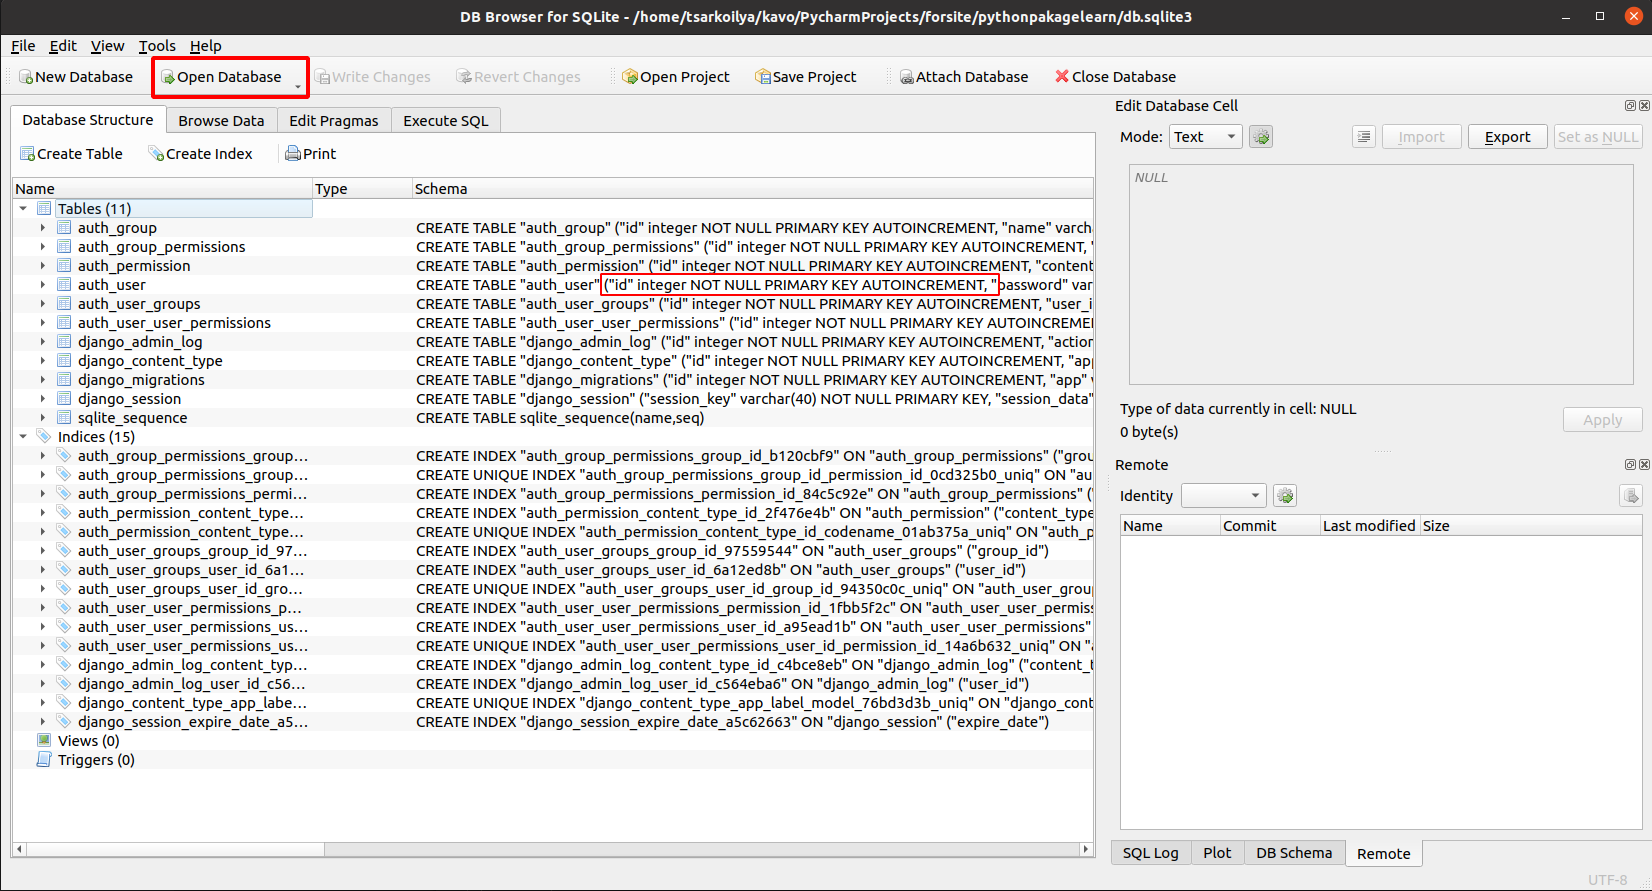 DB Browser for SQLite - /home/tsarkoilya/kavo/PycharmProjects/forsite/pythonpakagelearn/db.sqlite3
File Edit View Tools Help
New Database Open Database Write Changes Revert Changes Open Project Save Project Attach Database Close Database
Database Structure Browse Data Edit Pragmas Execute SQL
Create Table Create Index Print
Name Type Schema
Tables (11)
auth_group CREATE TABLE "auth_group" ("id" integer NOT NULL PRIMARY KEY AUTOINCREMENT, "name" varcha
auth_group_permissions CREATE TABLE "auth_group_permissions" ("id" integer NOT NULL PRIMARY KEY AUTOINCREMENT, "
auth_permission CREATE TABLE "auth_permission" ("id" integer NOT NULL PRIMARY KEY AUTOINCREMENT, "content
auth_user CREATE TABLE "auth_user" ("id" integer NOT NULL PRIMARY KEY AUTOINCREMENT, "password" var
auth_user_groups CREATE TABLE "auth_user_groups" ("id" integer NOT NULL PRIMARY KEY AUTOINCREMENT, "user_i
auth_user_user_permissions CREATE TABLE "auth_user_user_permissions" ("id" integer NOT NULL PRIMARY KEY AUTOINCREME
django_admin_log CREATE TABLE "django_admin_log" ("id" integer NOT NULL PRIMARY KEY AUTOINCREMENT, "action
django_content_type CREATE TABLE "django_content_type" ("id" integer NOT NULL PRIMARY KEY AUTOINCREMENT, "ap
django_migrations CREATE TABLE "django_migrations" ("id" integer NOT NULL PRIMARY KEY AUTOINCREMENT, "app" v
django_session CREATE TABLE "django_session" ("session_key" varchar(40) NOT NULL PRIMARY KEY, "session_data"
sqlite_sequence CREATE TABLE sqlite_sequence(name,seq)
Indices (15)
auth_group_permissions_group... CREATE INDEX "auth_group_permissions_group_id_b120cbf9" ON "auth_group_permissions" ("grou
auth_group_permissions_group... CREATE UNIQUE INDEX "auth_group_permissions_group_id_permission_id_0cd325b0_uniq" ON "au
auth_group_permissions_permi... CREATE INDEX "auth_group_permissions_permission_id_84c5c92e" ON "auth_group_permissions" ("
auth_permission_content_type... CREATE INDEX "auth_permission_content_type_id_2f476e4b" ON "auth_permission" ("content_type
auth_permission_content_type... CREATE UNIQUE INDEX "auth_permission_content_type_id_codename_01ab375a_uniq" ON "auth_p
auth_user_groups_group_id_97... CREATE INDEX "auth_user_groups_group_id_97559544" ON "auth_user_groups" ("group_id")
auth_user_groups_user_id_6a1... CREATE INDEX "auth_user_groups_user_id_6a12ed8b" ON "auth_user_groups" ("user_id")
auth_user_groups_user_id_gro... CREATE UNIQUE INDEX "auth_user_groups_user_id_group_id_94350c0c_uniq" ON "auth_user_grou
auth_user_user_permissions_p... CREATE INDEX "auth_user_user_permissions_permission_id_1fbb5f2c" ON "auth_user_user_permiss
auth_user_user_permissions_us... CREATE INDEX "auth_user_user_permissions_user_id_a95ead1b" ON "auth_user_user_permissions"
auth_user_user_permissions_us... CREATE UNIQUE INDEX "auth_user_user_permissions_user_id_permission_id_14a6b632_uniq" ON "a
django_admin_log_content_typ... CREATE INDEX "django_admin_log_content_type_id_c4bce8eb" ON "django_admin_log" ("content_t
django_admin_log_user_id_c56... CREATE INDEX "django_admin_log_user_id_c564eba6" ON "django_admin_log" ("user_id")
django_content_type_app_labe... CREATE UNIQUE INDEX "django_content_type_app_label_model_76bd3d3b_uniq" ON "django_cont
django_session_expire_date_a5... CREATE INDEX "django_session_expire_date_a5c62663" ON "django_session" ("expire_date")
Views (0)
Triggers (0)
Edit Database Cell
Mode: Text Import Export Set as NULL
NULL
Type of data currently in cell: NULL
0 byte(s)
Apply
Remote
Identity
Name Commit Last modified Size
SQL Log Plot DB Schema Remote
UTF-8